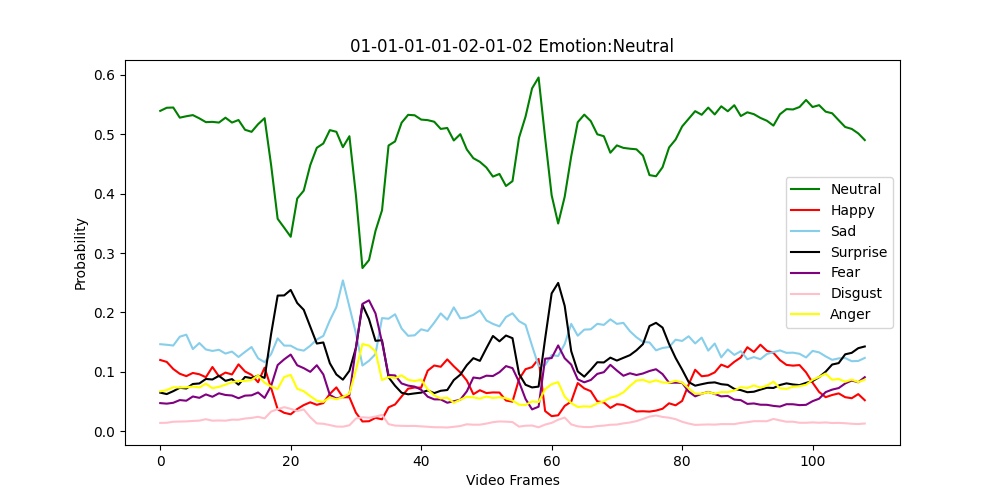 01-01-01-01-02-01-02 Emotion:Neutral
Probability
0.6
0.5
0.4
0.3
0.2
0.1
0.0
Neutral
Happy
Sad
Surprise
Fear
Disgust
Anger
0
20
40
60
80
100
Video Frames